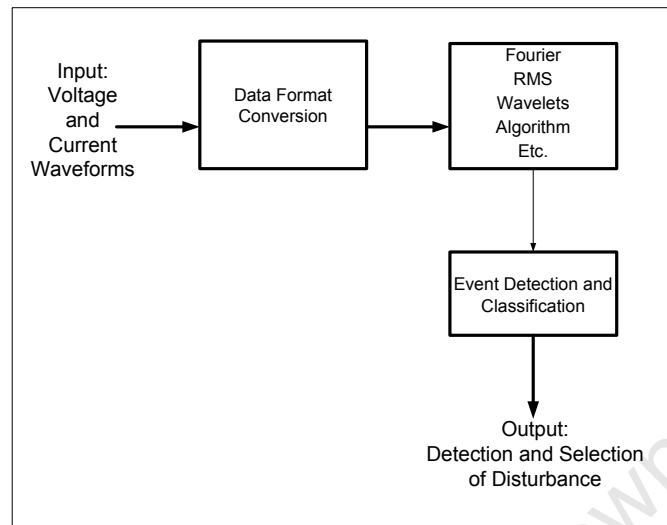 Input:
Voltage
and
Current
Waveforms
Data Format
Conversion
Fourier
RMS
Wavelets
Algorithm
Etc.
Event Detection and
Classification
Output:
Detection and Selection
of Disturbance